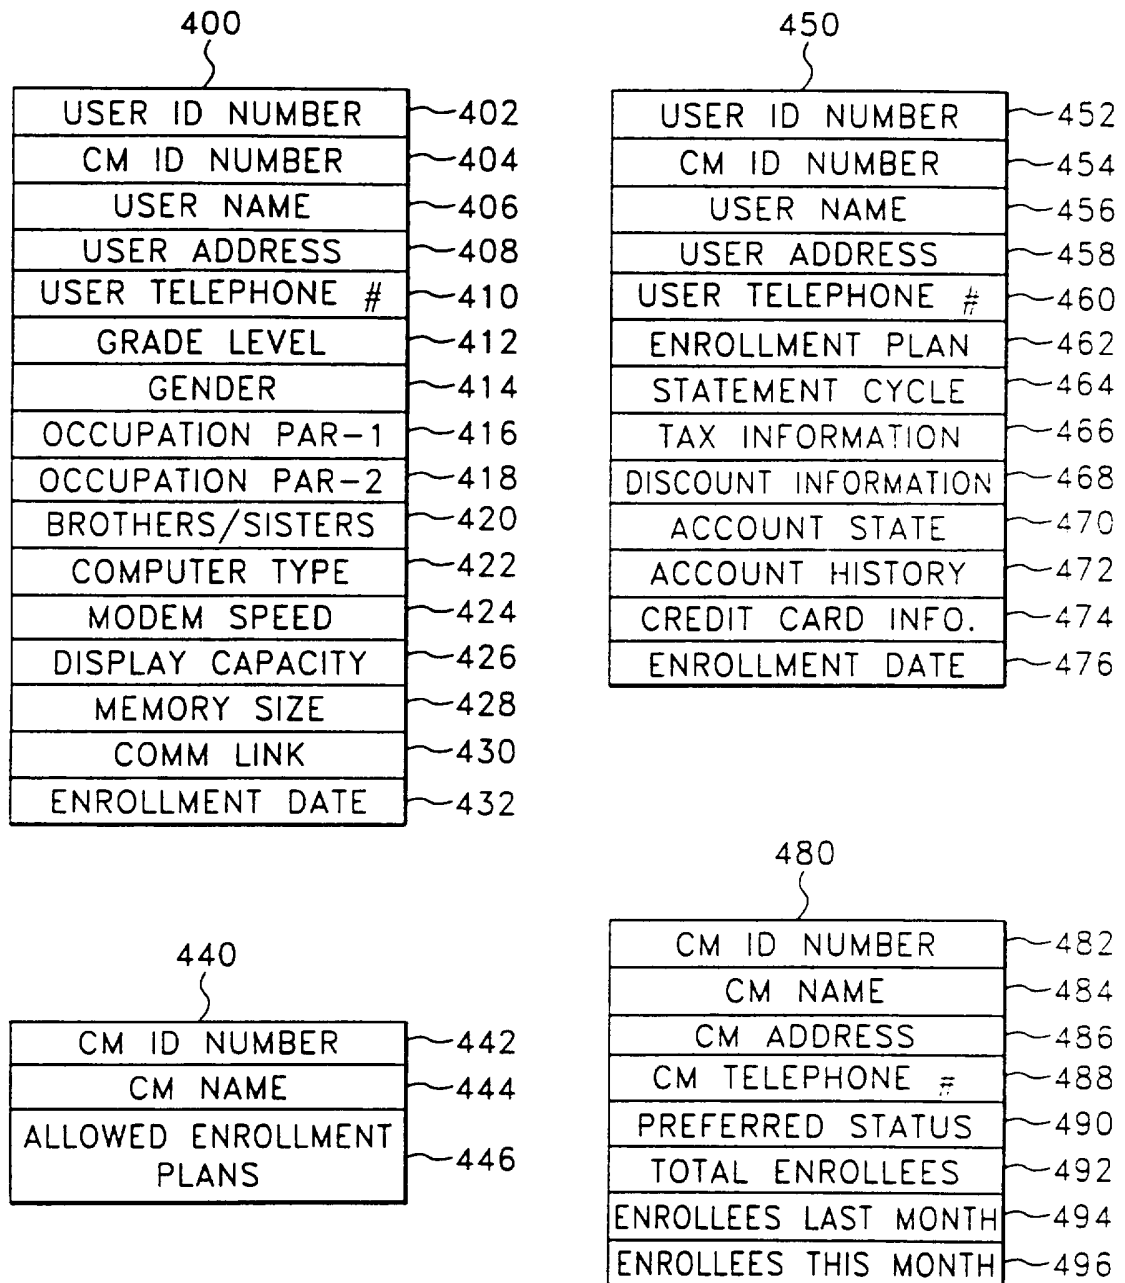 400
USER ID NUMBER 402
CM ID NUMBER 404
USER NAME 406
USER ADDRESS 408
USER TELEPHONE # 410
GRADE LEVEL 412
GENDER 414
OCCUPATION PAR-1 416
OCCUPATION PAR-2 418
BROTHERS/SISTERS 420
COMPUTER TYPE 422
MODEM SPEED 424
DISPLAY CAPACITY 426
MEMORY SIZE 428
COMM LINK 430
ENROLLMENT DATE 432
450
USER ID NUMBER 452
CM ID NUMBER 454
USER NAME 456
USER ADDRESS 458
USER TELEPHONE # 460
ENROLLMENT PLAN 462
STATEMENT CYCLE 464
TAX INFORMATION 466
DISCOUNT INFORMATION 468
ACCOUNT STATE 470
ACCOUNT HISTORY 472
CREDIT CARD INFO. 474
ENROLLMENT DATE 476
440
CM ID NUMBER 442
CM NAME 444
ALLOWED ENROLLMENT
PLANS 446
480
CM ID NUMBER 482
CM NAME 484
CM ADDRESS 486
CM TELEPHONE # 488
PREFERRED STATUS 490
TOTAL ENROLLEES 492
ENROLLEES LAST MONTH 494
ENROLLEES THIS MONTH 496